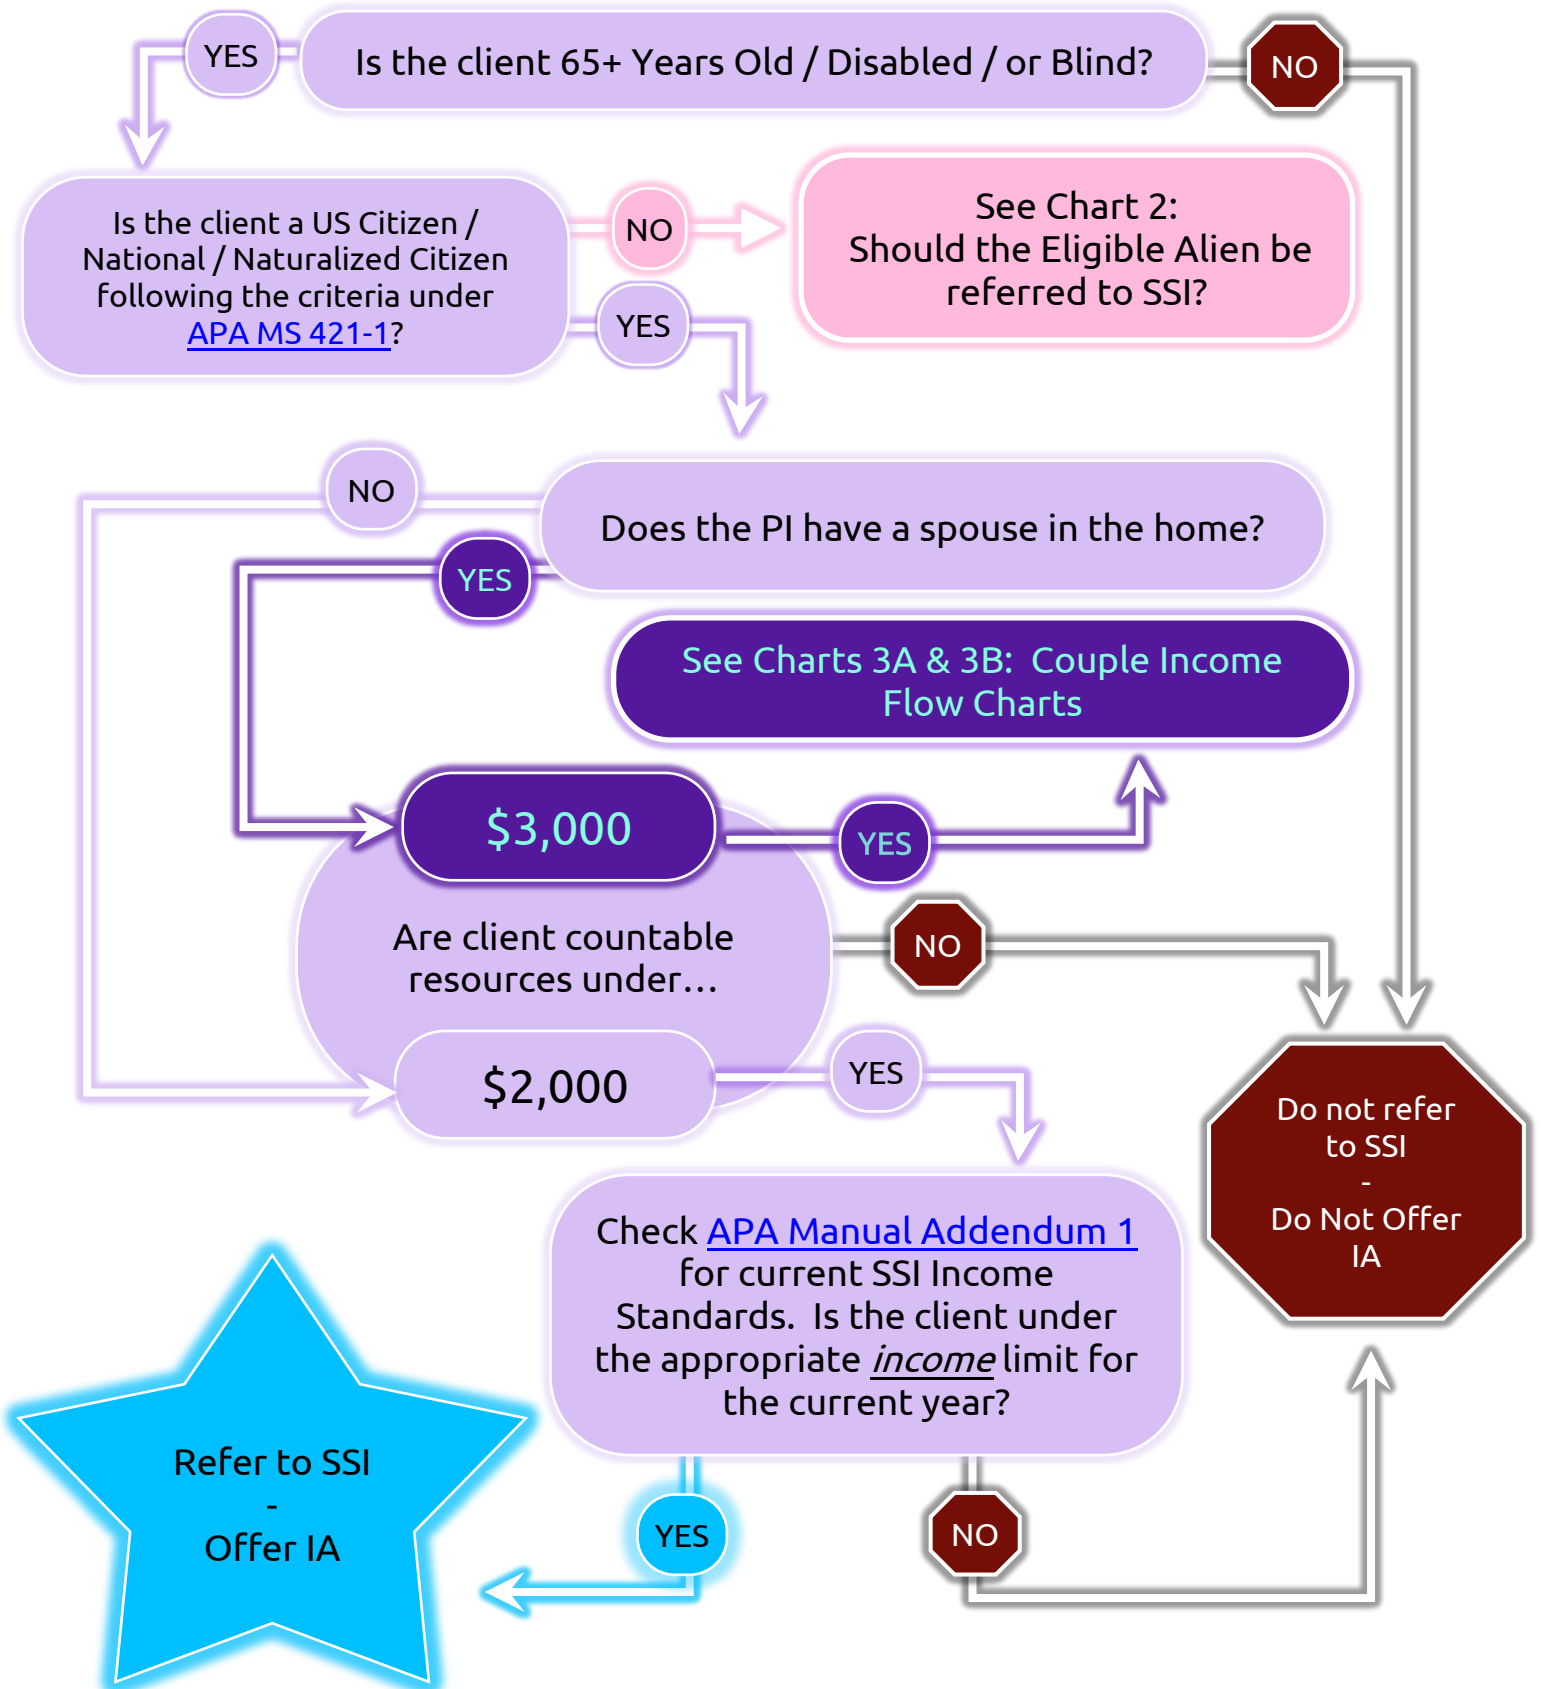 YES
Is the client 65+ Years Old / Disabled / or Blind?
NO
Is the client a US Citizen /
National / Naturalized Citizen
following the criteria under
APA MS 421-1?
NO
See Chart 2:
Should the Eligible Alien be
referred to SSI?
YES
NO
Does the PI have a spouse in the home?
YES
See Charts 3A & 3B:  Couple Income
Flow Charts
$3,000
YES
Are client countable
resources under…
NO
$2,000
YES
Do not refer
to SSI
-
Do Not Offer
IA
Check APA Manual Addendum 1
for current SSI Income
Standards.  Is the client under
the appropriate income limit for
the current year?
Refer to SSI
-
Offer IA
YES
NO